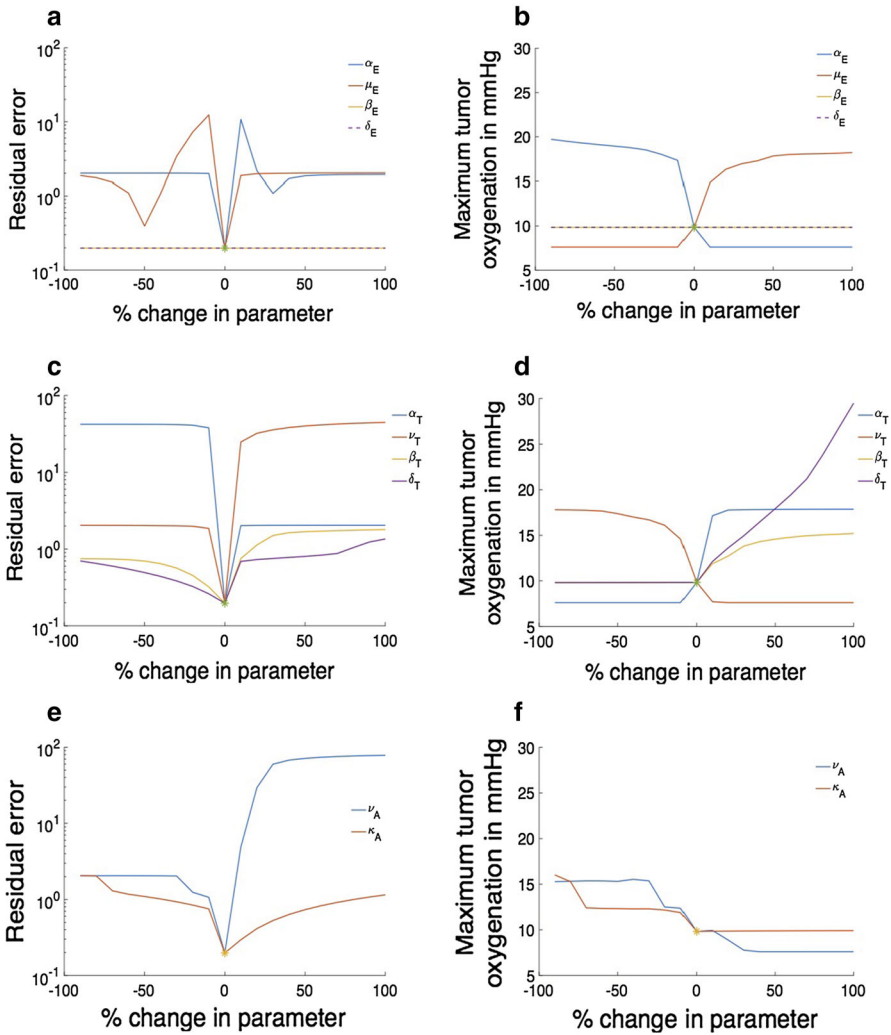 a
Residual error
10^2
10^1
10^0
10^-1
-100
-50
0
50
100
% change in parameter
α_E
μ_E
β_E
δ_E
b
Maximum tumor
oxygenation in mmHg
30
25
20
15
10
5
-100
-50
0
50
100
% change in parameter
α_E
μ_E
β_E
δ_E
c
Residual error
10^2
10^1
10^0
10^-1
-100
-50
0
50
100
% change in parameter
α_T
ν_T
β_T
δ_T
d
Maximum tumor
oxygenation in mmHg
30
25
20
15
10
5
-100
-50
0
50
100
% change in parameter
α_T
ν_T
β_T
δ_T
e
Residual error
10^2
10^1
10^0
10^-1
-100
-50
0
50
100
% change in parameter
ν_A
κ_A
f
Maximum tumor
oxygenation in mmHg
30
25
20
15
10
5
-100
-50
0
50
100
% change in parameter
ν_A
κ_A